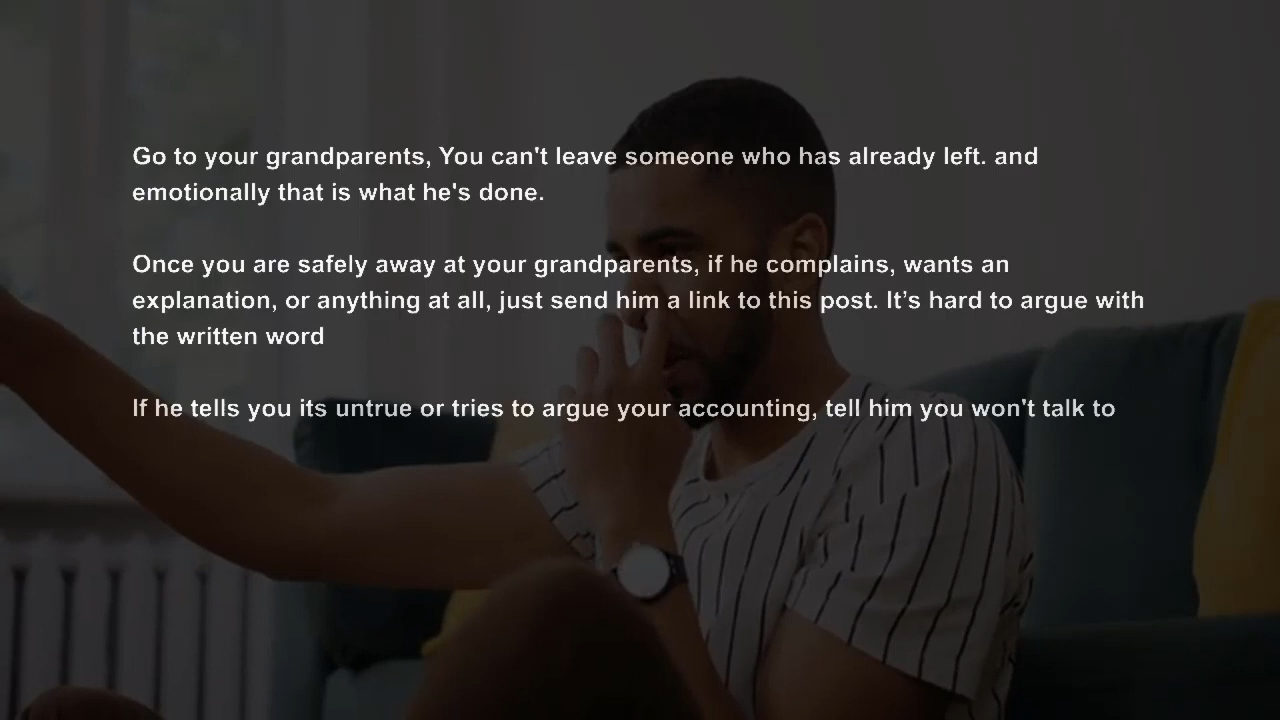 Go to your grandparents, You can't leave someone who has already left. and
emotionally that is what he's done.
Once you are safely away at your grandparents, if he complains, wants an
explanation, or anything at all, just send him a link to this post. It’s hard to argue with
the written word
If he tells you its untrue or tries to argue your accounting, tell him you won't talk to